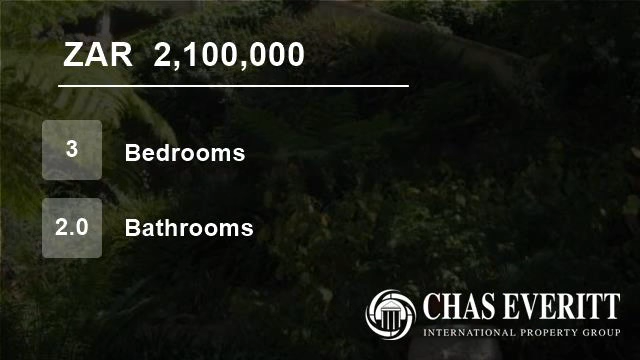 ZAR 2,100,000
3 Bedrooms
2.0 Bathrooms
CHAS EVERITT
INTERNATIONAL PROPERTY GROUP